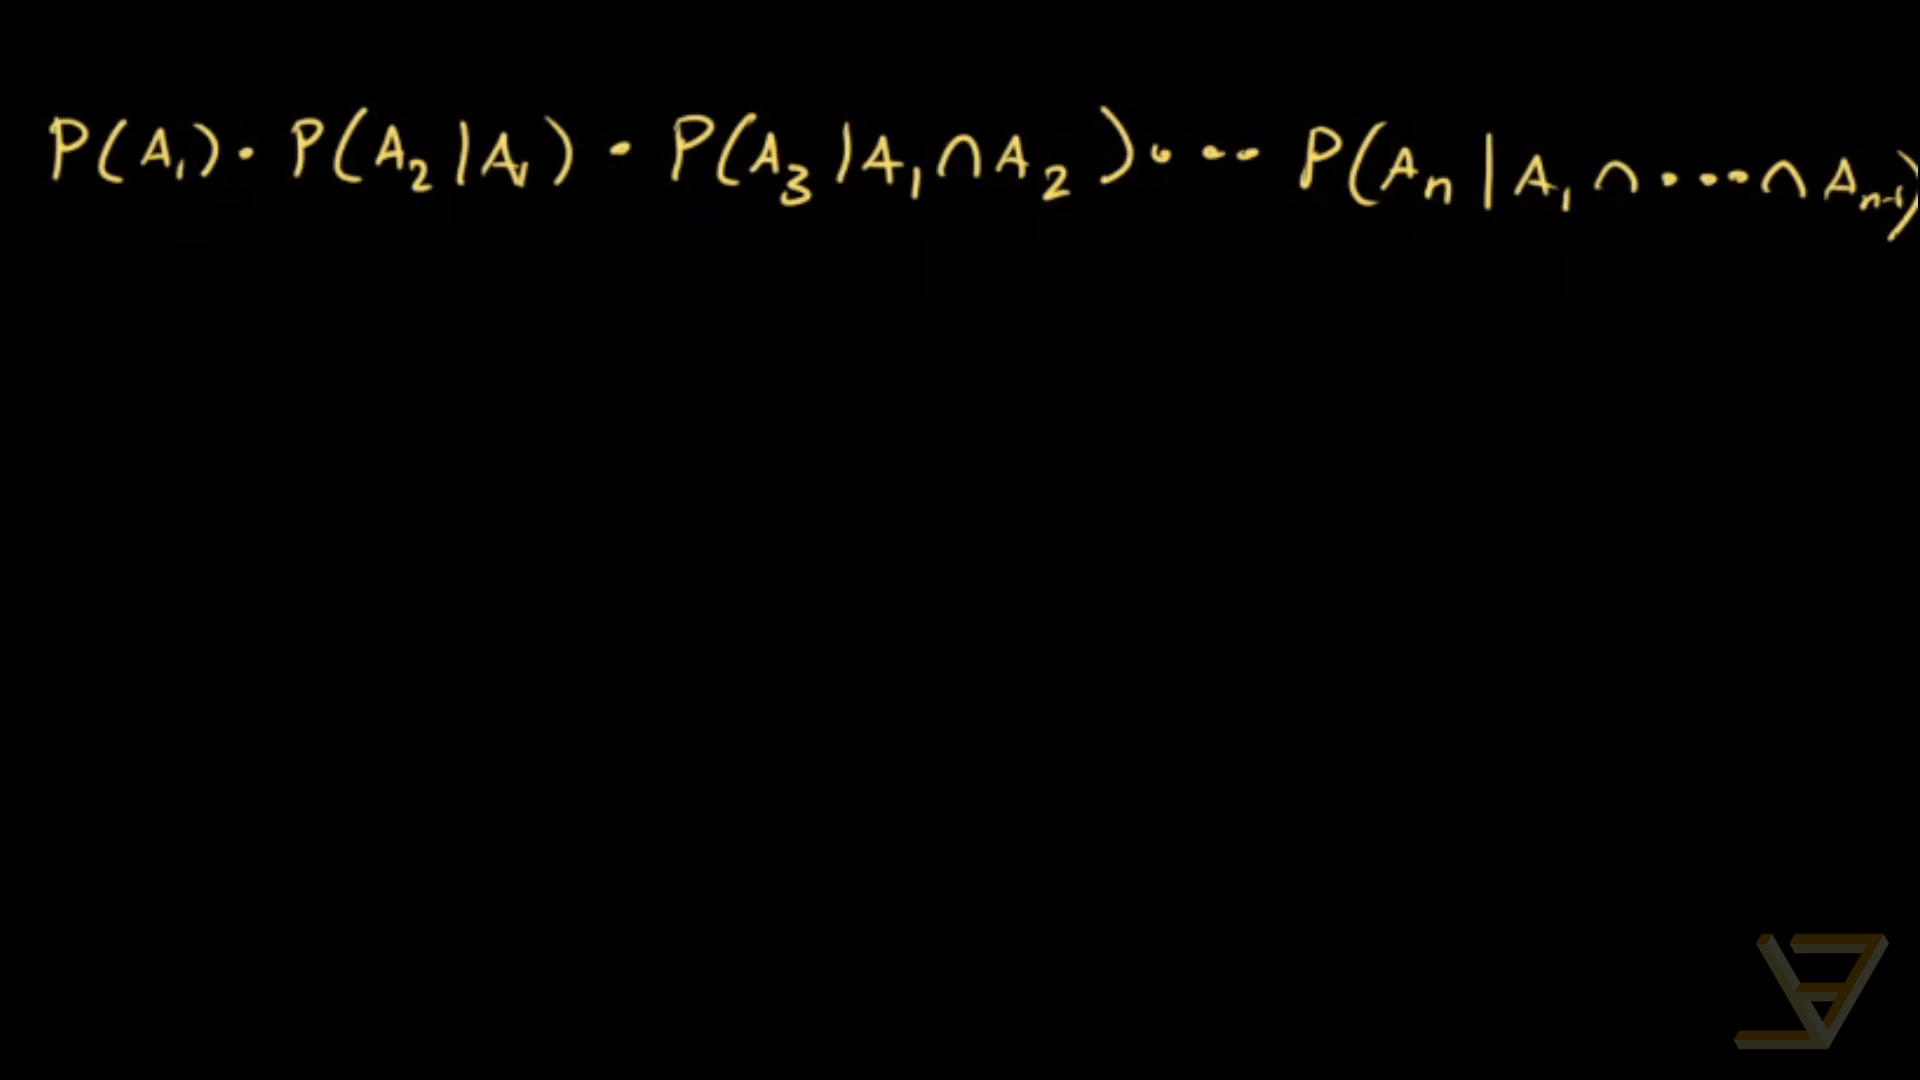 P(A₁) · P(A₂|A₁) · P(A₃|A₁∩A₂) · ··· P(Aₙ|A₁∩···∩Aₙ₋₁)